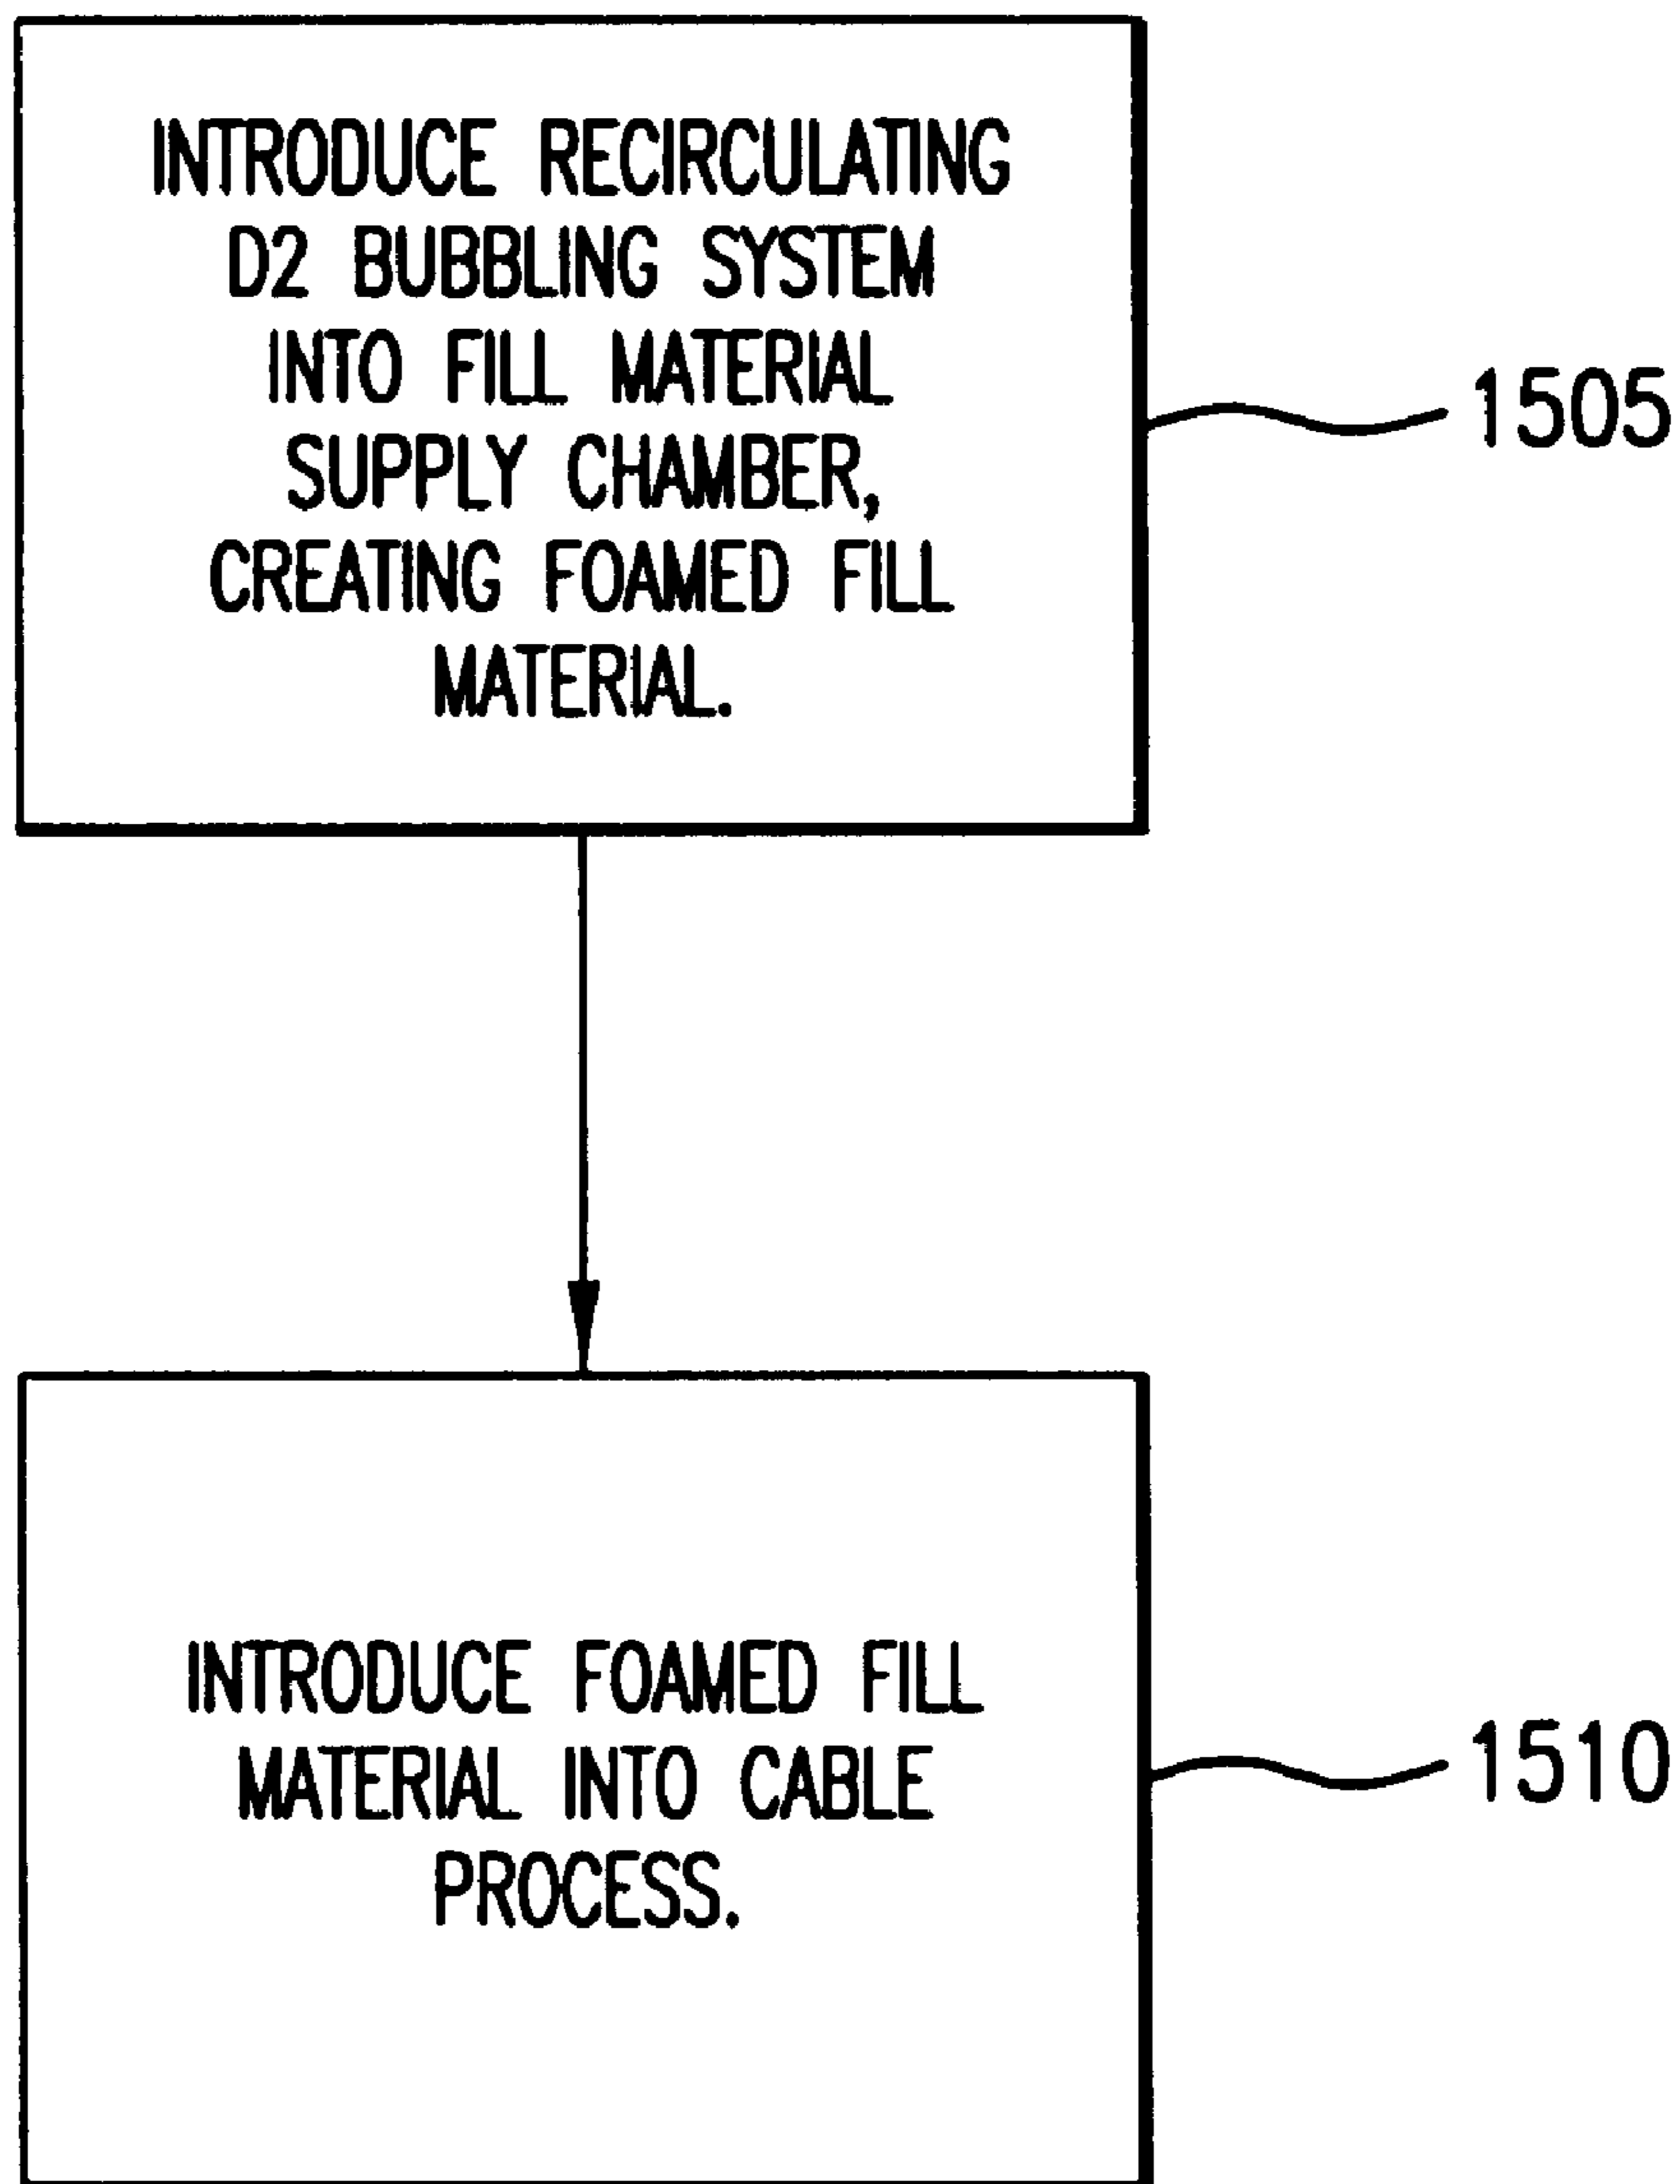 INTRODUCE RECIRCULATING
D2 BUBBLING SYSTEM
INTO FILL MATERIAL
SUPPLY CHAMBER,
CREATING FOAMED FILL
MATERIAL.
1505
INTRODUCE FOAMED FILL
MATERIAL INTO CABLE
PROCESS.
1510